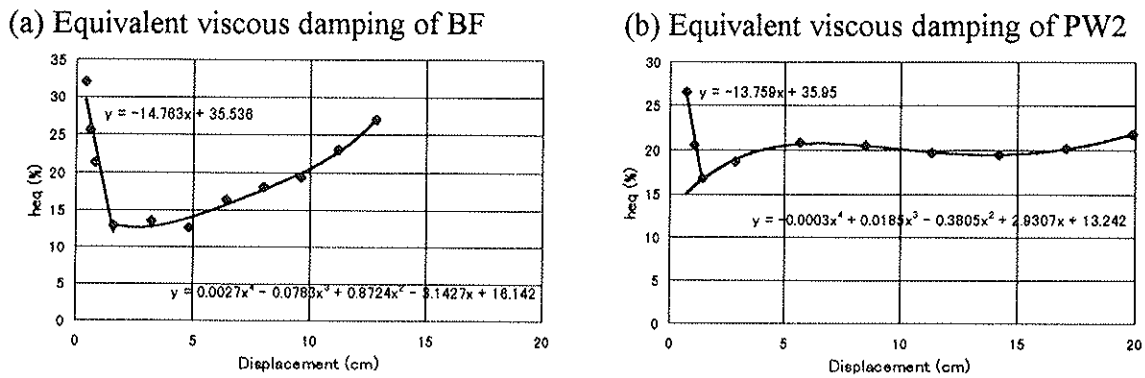 (a) Equivalent viscous damping of BF
35
30
25
20
15
10
5
0
heq (%)
y = -14.763x + 35.536
y = 0.0027x⁴ - 0.0783x³ + 0.8724x² - 3.1427x + 16.142
0 5 10 15 20
Displacement (cm)
(b) Equivalent viscous damping of PW2
30
25
20
15
10
5
0
heq (%)
y = -13.759x + 35.95
y = -0.0003x⁴ + 0.0185x³ - 0.3805x² + 2.9307x + 13.242
0 5 10 15 20
Displacement (cm)